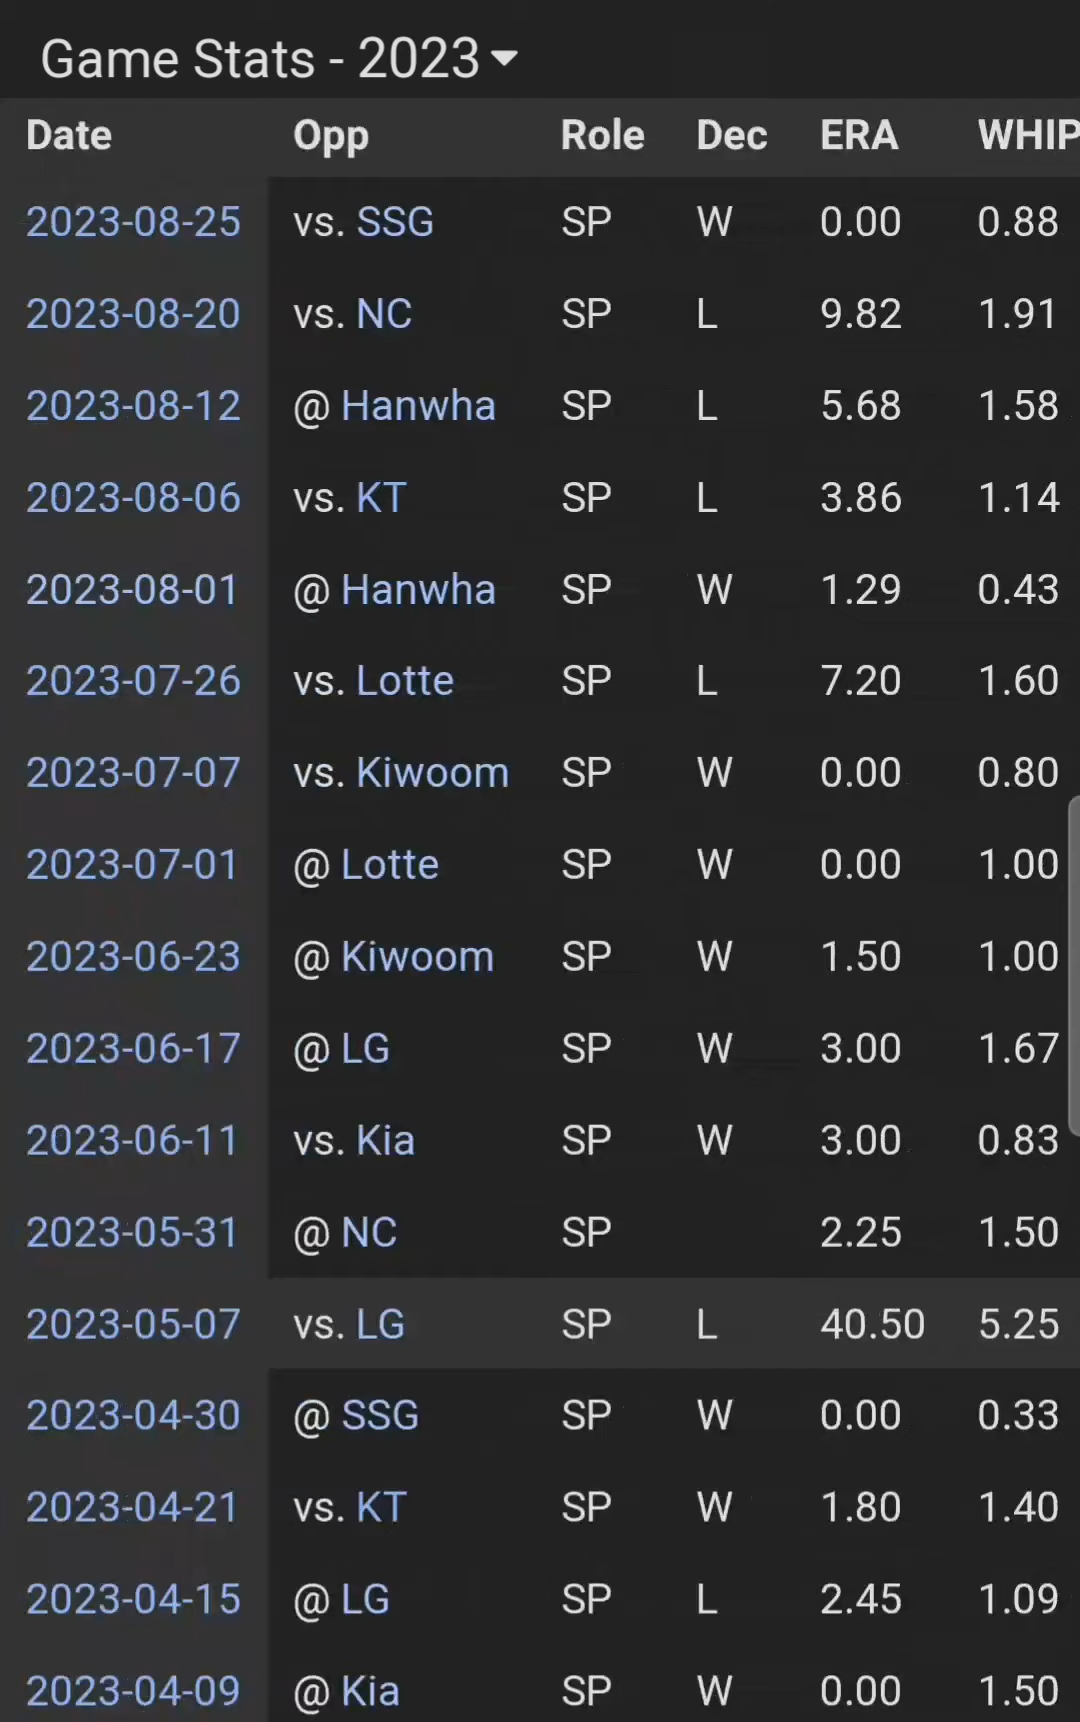 Game Stats - 2023
Date Opp Role Dec ERA WHIP
2023-08-25 vs. SSG SP W 0.00 0.88
2023-08-20 vs. NC SP L 9.82 1.91
2023-08-12 @ Hanwha SP L 5.68 1.58
2023-08-06 vs. KT SP L 3.86 1.14
2023-08-01 @ Hanwha SP W 1.29 0.43
2023-07-26 vs. Lotte SP L 7.20 1.60
2023-07-07 vs. Kiwoom SP W 0.00 0.80
2023-07-01 @ Lotte SP W 0.00 1.00
2023-06-23 @ Kiwoom SP W 1.50 1.00
2023-06-17 @ LG SP W 3.00 1.67
2023-06-11 vs. Kia SP W 3.00 0.83
2023-05-31 @ NC SP 2.25 1.50
2023-05-07 vs. LG SP L 40.50 5.25
2023-04-30 @ SSG SP W 0.00 0.33
2023-04-21 vs. KT SP W 1.80 1.40
2023-04-15 @ LG SP L 2.45 1.09
2023-04-09 @ Kia SP W 0.00 1.50